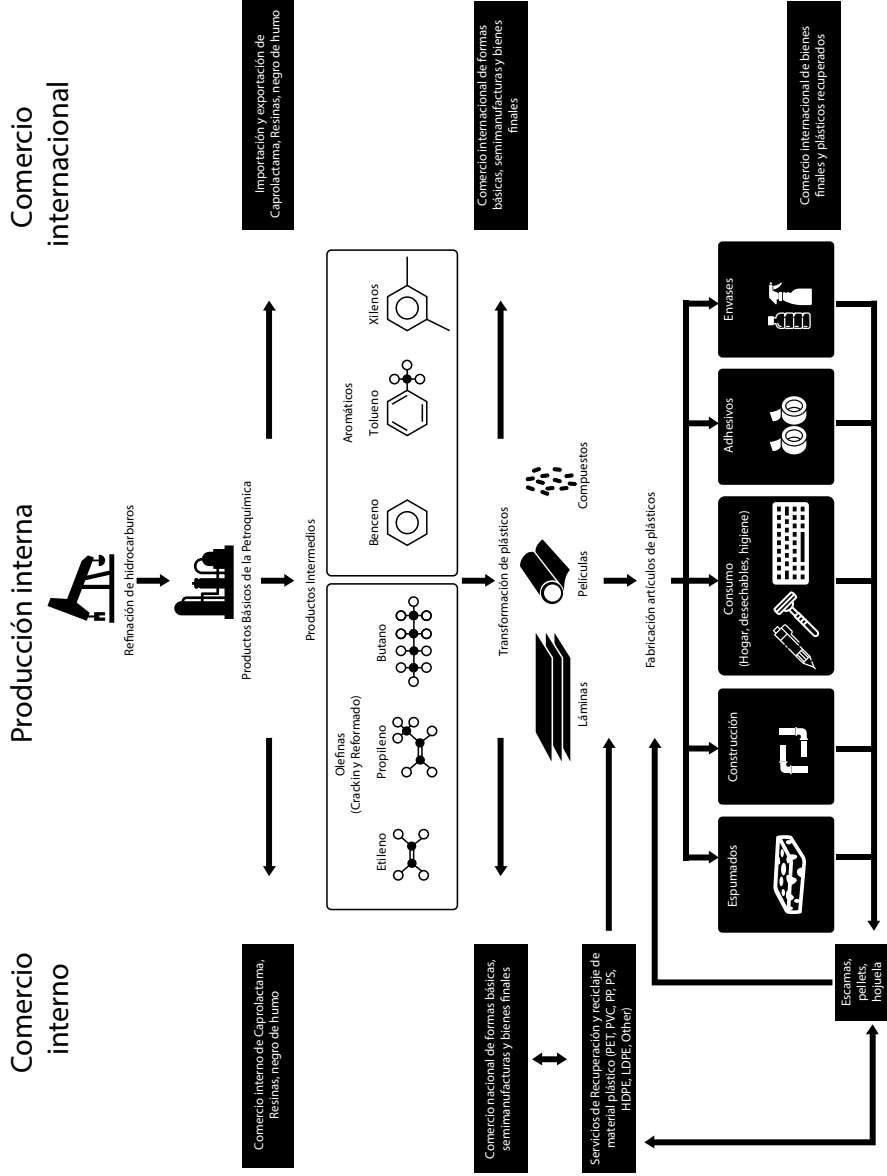 Comercio
interno
Producción interna
Comercio
internacional
Refinación de hidrocarburos
Productos Básicos de la Petroquímica
Comercio interno de Caprolactama,
Resinas, negro de humo
Importación y exportación de
Caprolactama, Resinas, negro de humo
Productos Intermedios
Olefinas
(Crackin y Reformado)
Etileno
Propileno
Butano
Aromáticos
Benceno
Tolueno
Xilenos
Comercio nacional de formas básicas,
semimanufacturas y bienes finales
Transformación de plásticos
Comercio internacional de formas
básicas, semimanufacturas y bienes
finales
Láminas
Películas
Compuestos
Servicios de Recuperación y reciclaje de
material plástico (PET, PVC, PP, PS,
HDPE, LDPE, Other)
Fabricación artículos de plásticos
Espumados
Construcción
Consumo
(Hogar, desechables, higiene)
Adhesivos
Envases
Comercio internacional de bienes
finales y plásticos recuperados
Escamas,
pellets,
hojuela